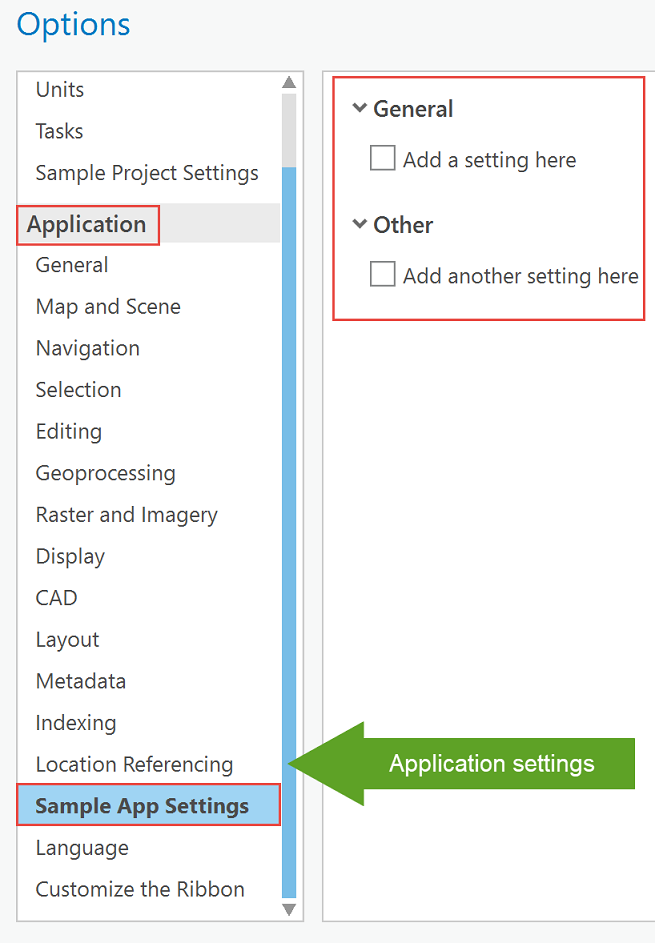 Options
Units
Tasks
Sample Project Settings
Application
General
Map and Scene
Navigation
Selection
Editing
Geoprocessing
Raster and Imagery
Display
CAD
Layout
Metadata
Indexing
Location Referencing
Sample App Settings
Language
Customize the Ribbon
General
Add a setting here
Other
Add another setting here
Application settings